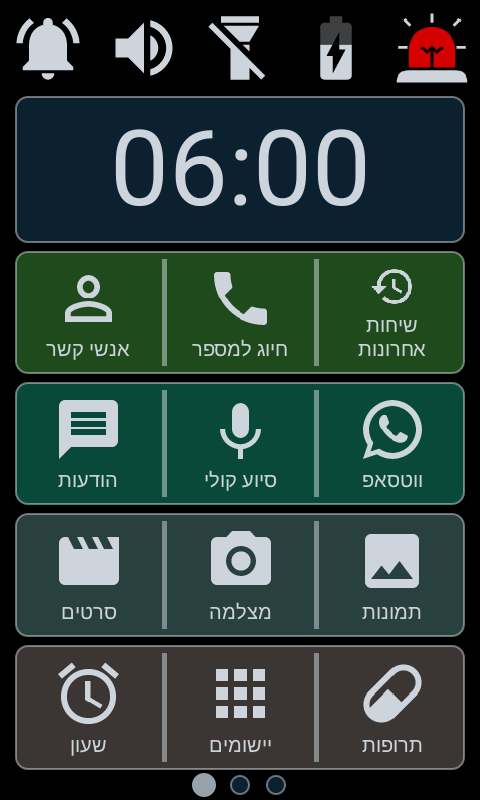 06:00
שיחות
אחרונות
חיוג למספר
אנשי קשר
ווטסאפ
סיוע קולי
הודעות
תמונות
מצלמה
סרטים
תרופות
יישומים
שעון